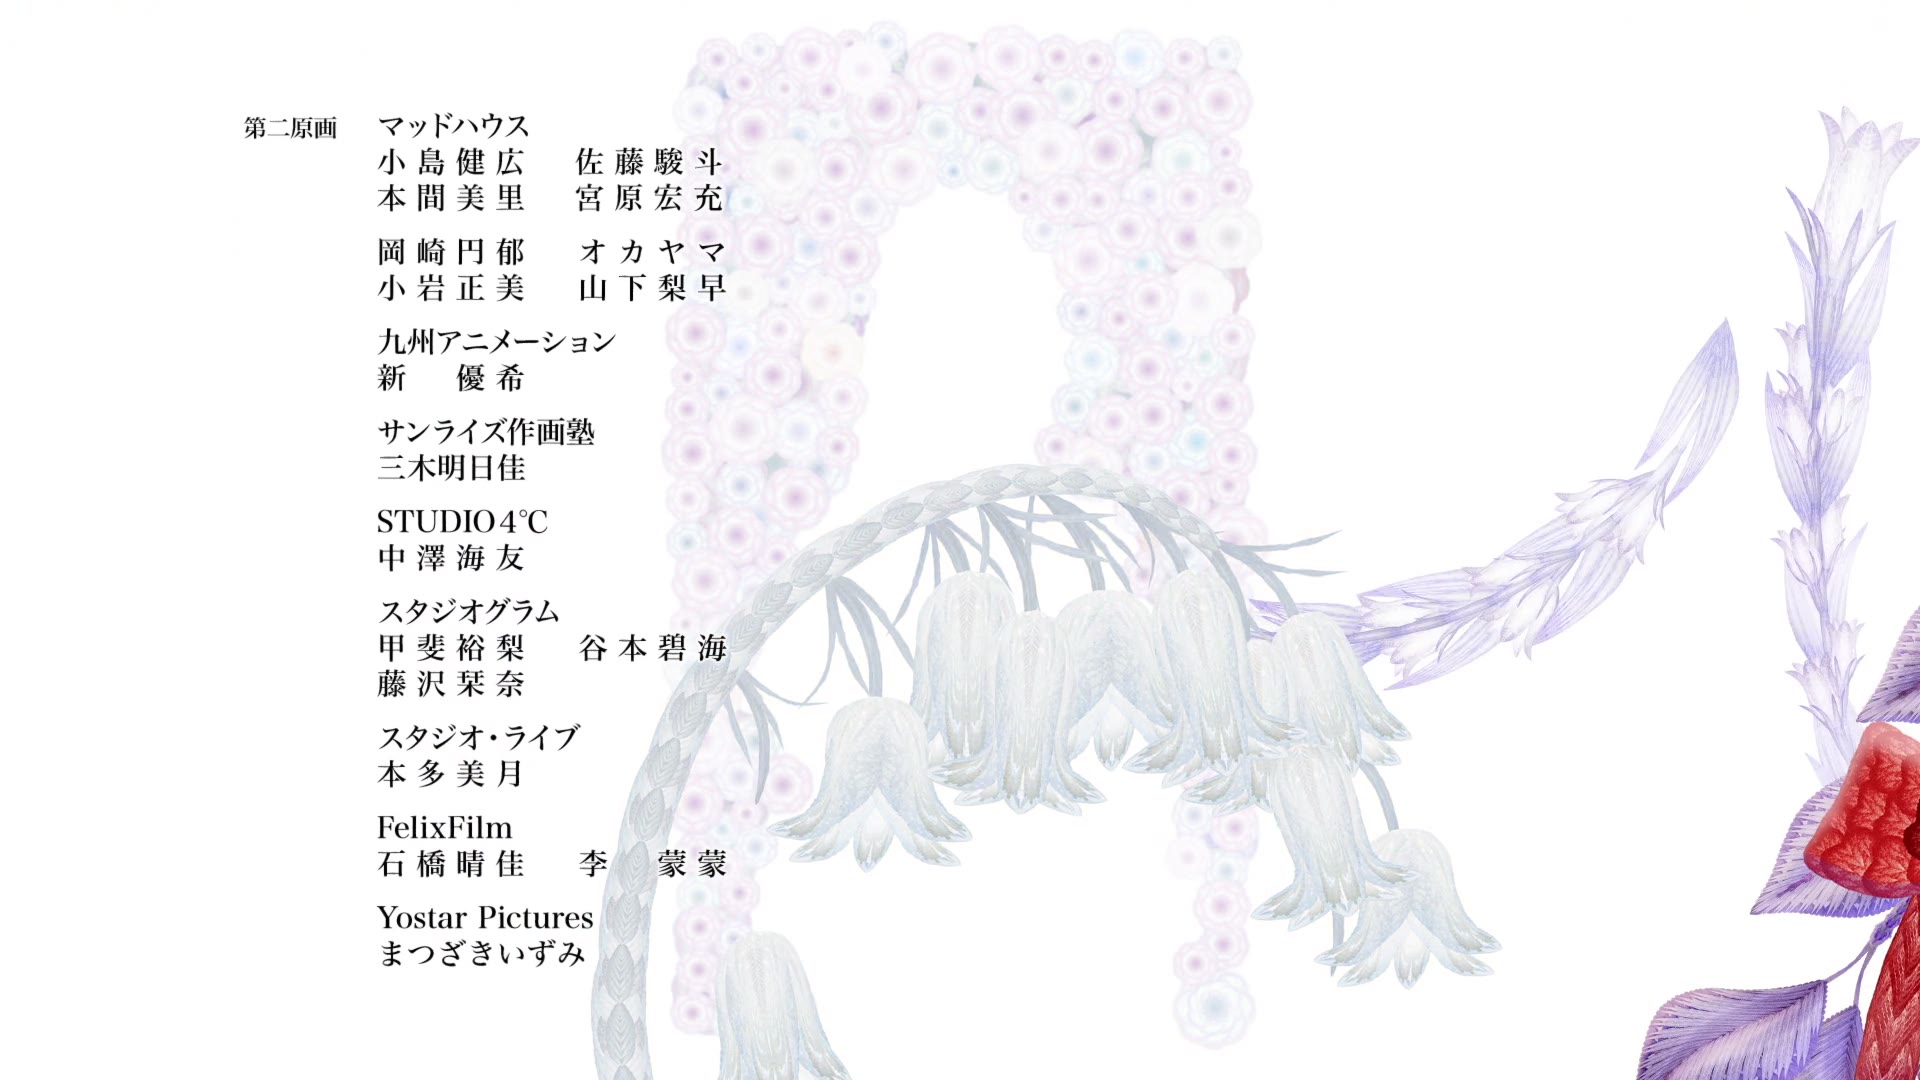 第二原画 マッドハウス
小島健広 佐藤駿斗
本間美里 宮原宏充
岡崎円郁 オカヤマ
小岩正美 山下梨早
九州アニメーション
新 優希
サンライズ作画塾
三木明日佳
STUDIO4℃
中澤海友
スタジオグラム
甲斐裕梨 谷本碧海
藤沢栞奈
スタジオ・ライブ
本多美月
FelixFilm
石橋晴佳 李 蒙蒙
Yostar Pictures
まつざきいずみ